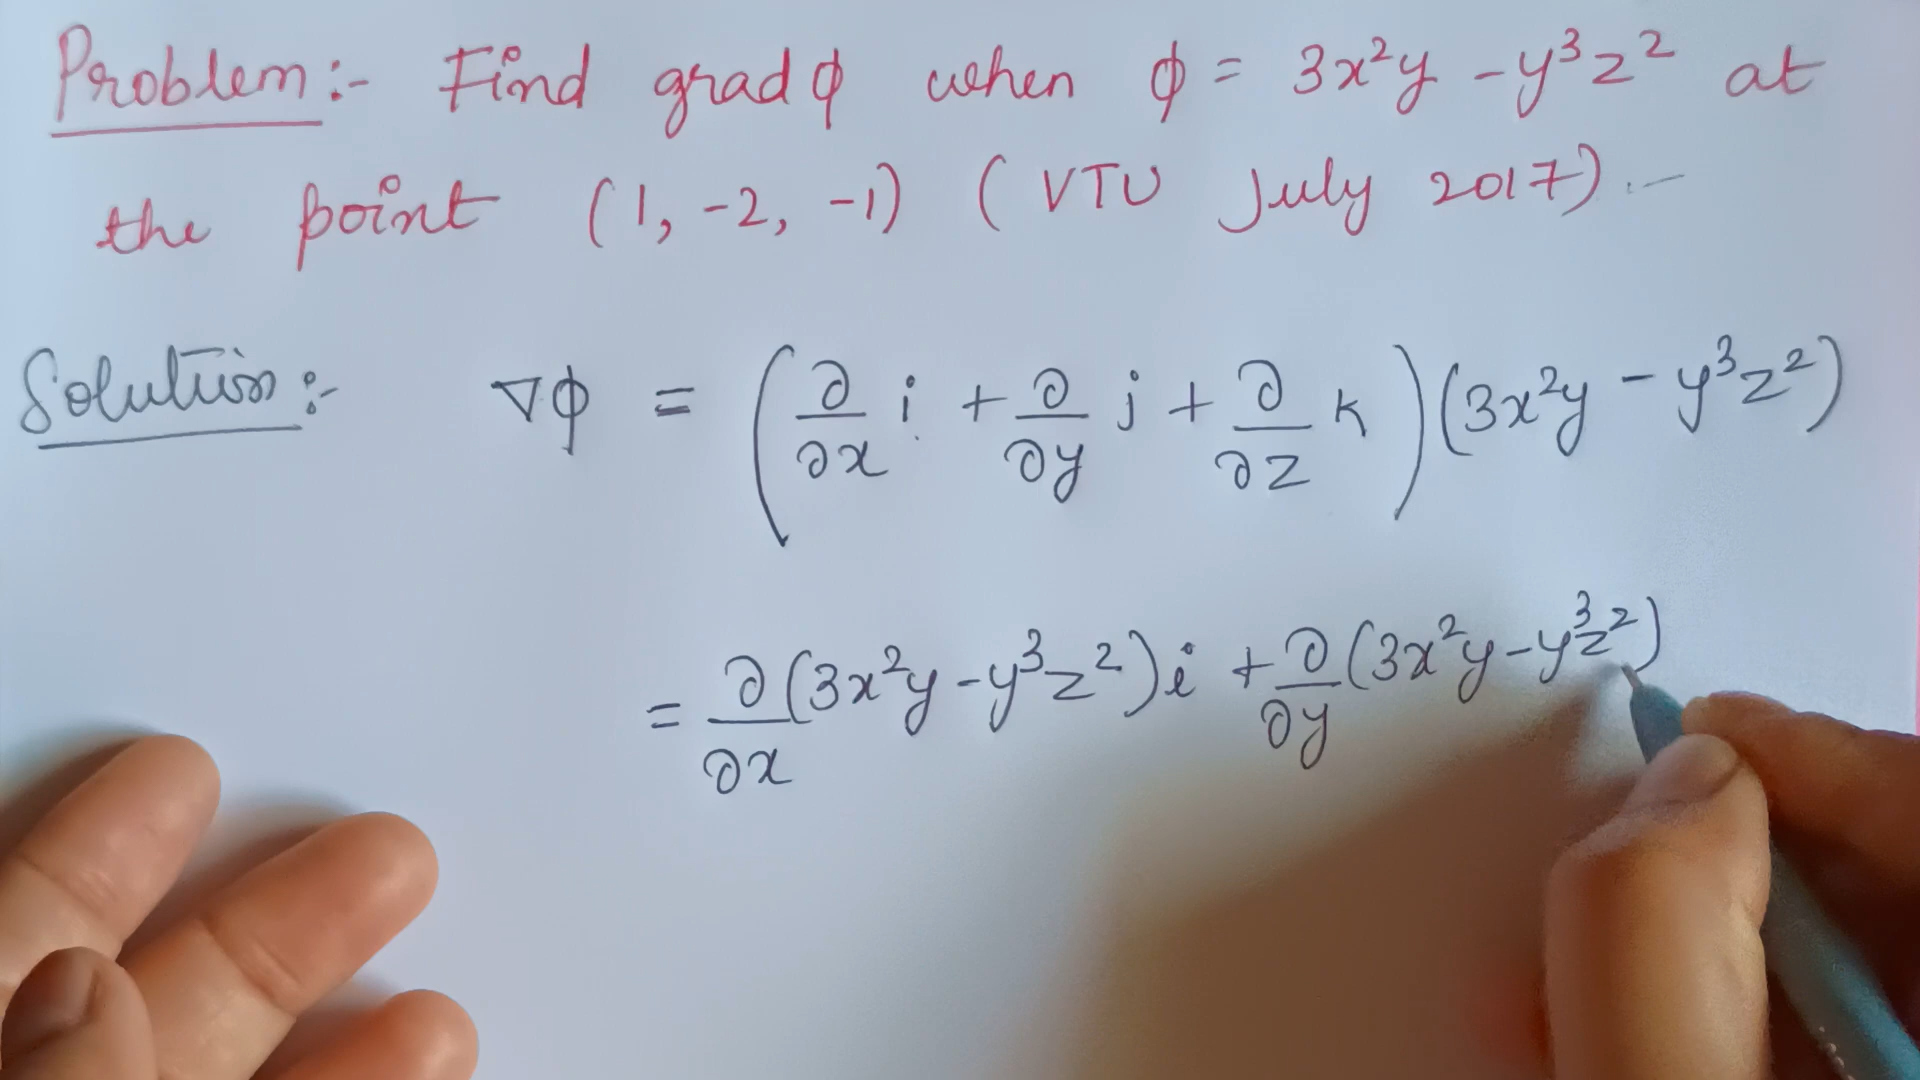 Problem:- Find grad ϕ when ϕ = 3x²y - y³z² at
the point (1, -2, -1) (VTU July 2017).-
Solution:- ∇ϕ = (∂/∂x i + ∂/∂y j + ∂/∂z k)(3x²y - y³z²)
= ∂/∂x (3x²y - y³z²)i + ∂/∂y (3x²y - y³z²)